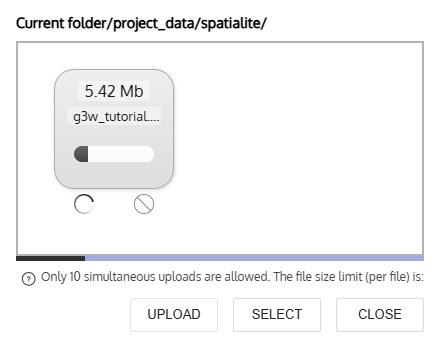 Current folder/project_data/spatialite/
5.42 Mb
g3w_tutorial....
Only 10 simultaneous uploads are allowed. The file size limit (per file) is:
UPLOAD
SELECT
CLOSE